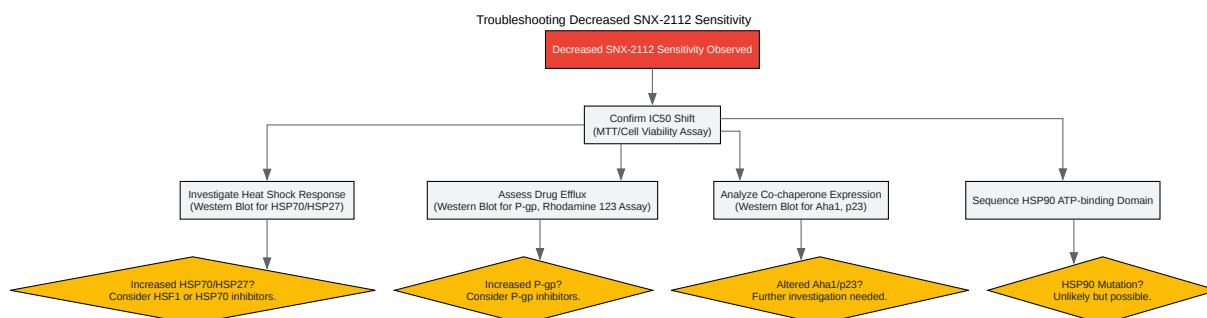 Troubleshooting Decreased SNX-2112 Sensitivity
Decreased SNX-2112 Sensitivity Observed
Confirm IC50 Shift
(MTT/Cell Viability Assay)
Investigate Heat Shock Response
(Western Blot for HSP70/HSP27)
Assess Drug Efflux
(Western Blot for P-gp, Rhodamine 123 Assay)
Analyze Co-chaperone Expression
(Western Blot for Aha1, p23)
Sequence HSP90 ATP-binding Domain
Increased HSP70/HSP27?
Consider HSF1 or HSP70 inhibitors.
Increased P-gp?
Consider P-gp inhibitors.
Altered Aha1/p23?
Further investigation needed.
HSP90 Mutation?
Unlikely but possible.